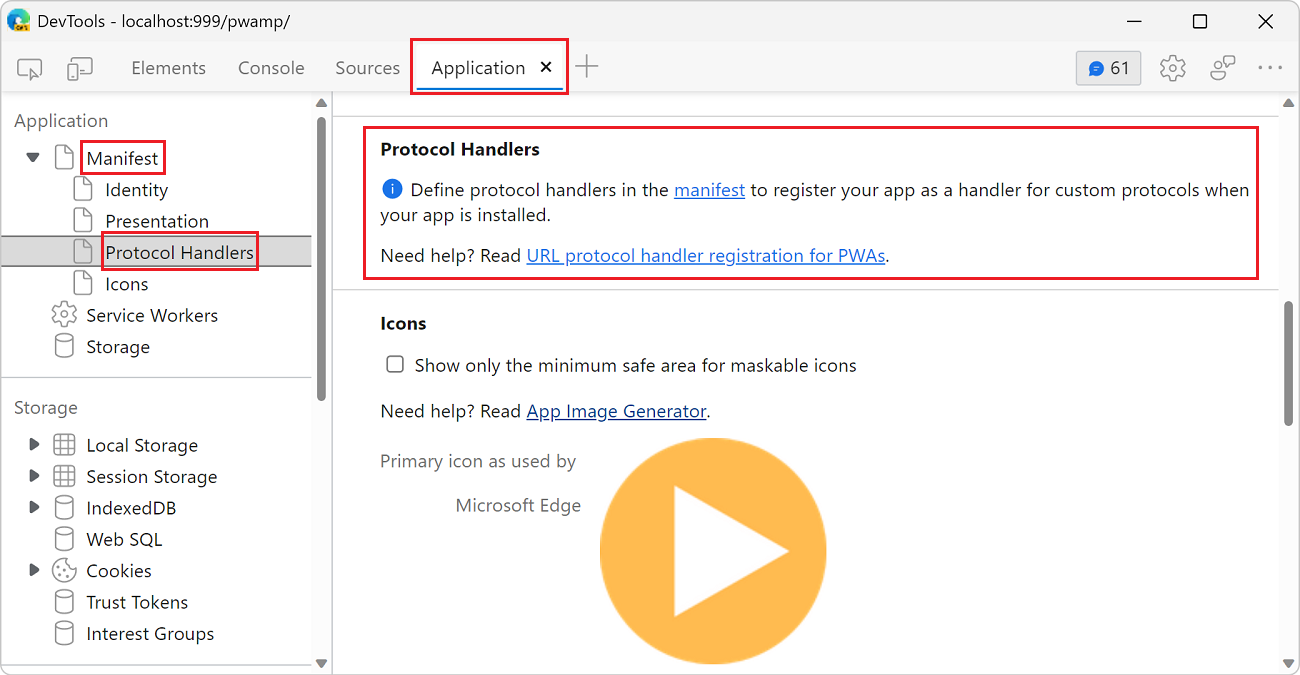 DevTools - localhost:999/pwamp/
Elements Console Sources Application 61
Application
Manifest
Identity
Presentation
Protocol Handlers
Icons
Service Workers
Storage
Storage
Local Storage
Session Storage
IndexedDB
Web SQL
Cookies
Trust Tokens
Interest Groups
Protocol Handlers
Define protocol handlers in the manifest to register your app as a handler for custom protocols when
your app is installed.
Need help? Read URL protocol handler registration for PWAs.
Icons
Show only the minimum safe area for maskable icons
Need help? Read App Image Generator.
Primary icon as used by
Microsoft Edge